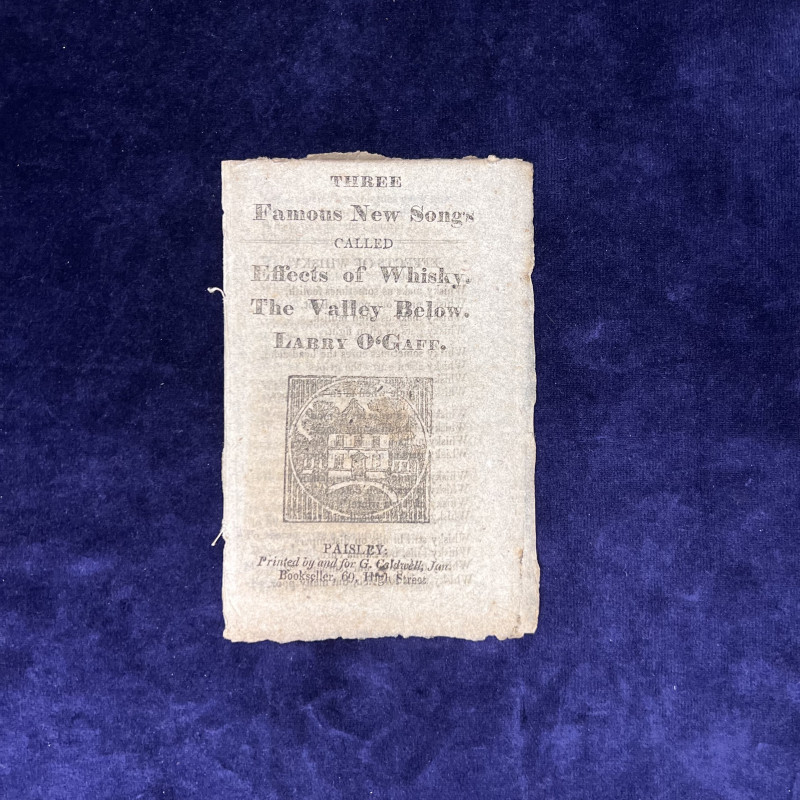 THREE
Famous New Songs
CALLED
Effects of Whisky.
The Valley Below.
LARRY O'GAFF.
PAISLEY:
Printed by and for G. Caldwell, Jun.
Bookseller, 60, High Street